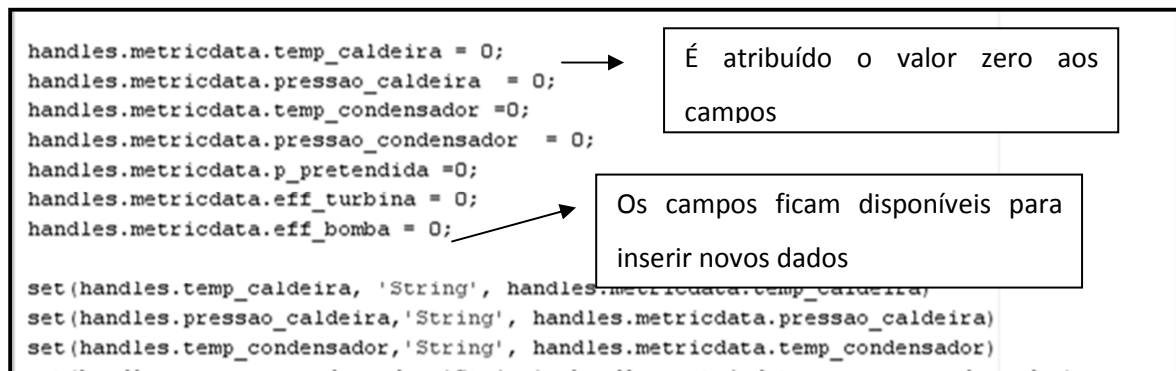 handles.metricdata.temp_caldeira = 0;
handles.metricdata.pressao_caldeira  = 0;
handles.metricdata.temp_condensador =0;
handles.metricdata.pressao_condensador  = 0;
handles.metricdata.p_pretendida =0;
handles.metricdata.eff_turbina = 0;
handles.metricdata.eff_bomba = 0;
É atribuído o valor zero aos
campos
Os campos ficam disponíveis para
inserir novos dados
set(handles.temp_caldeira, 'String', handles.metricdata.temp_caldeira)
set(handles.pressao_caldeira,'String', handles.metricdata.pressao_caldeira)
set(handles.temp_condensador,'String', handles.metricdata.temp_condensador)